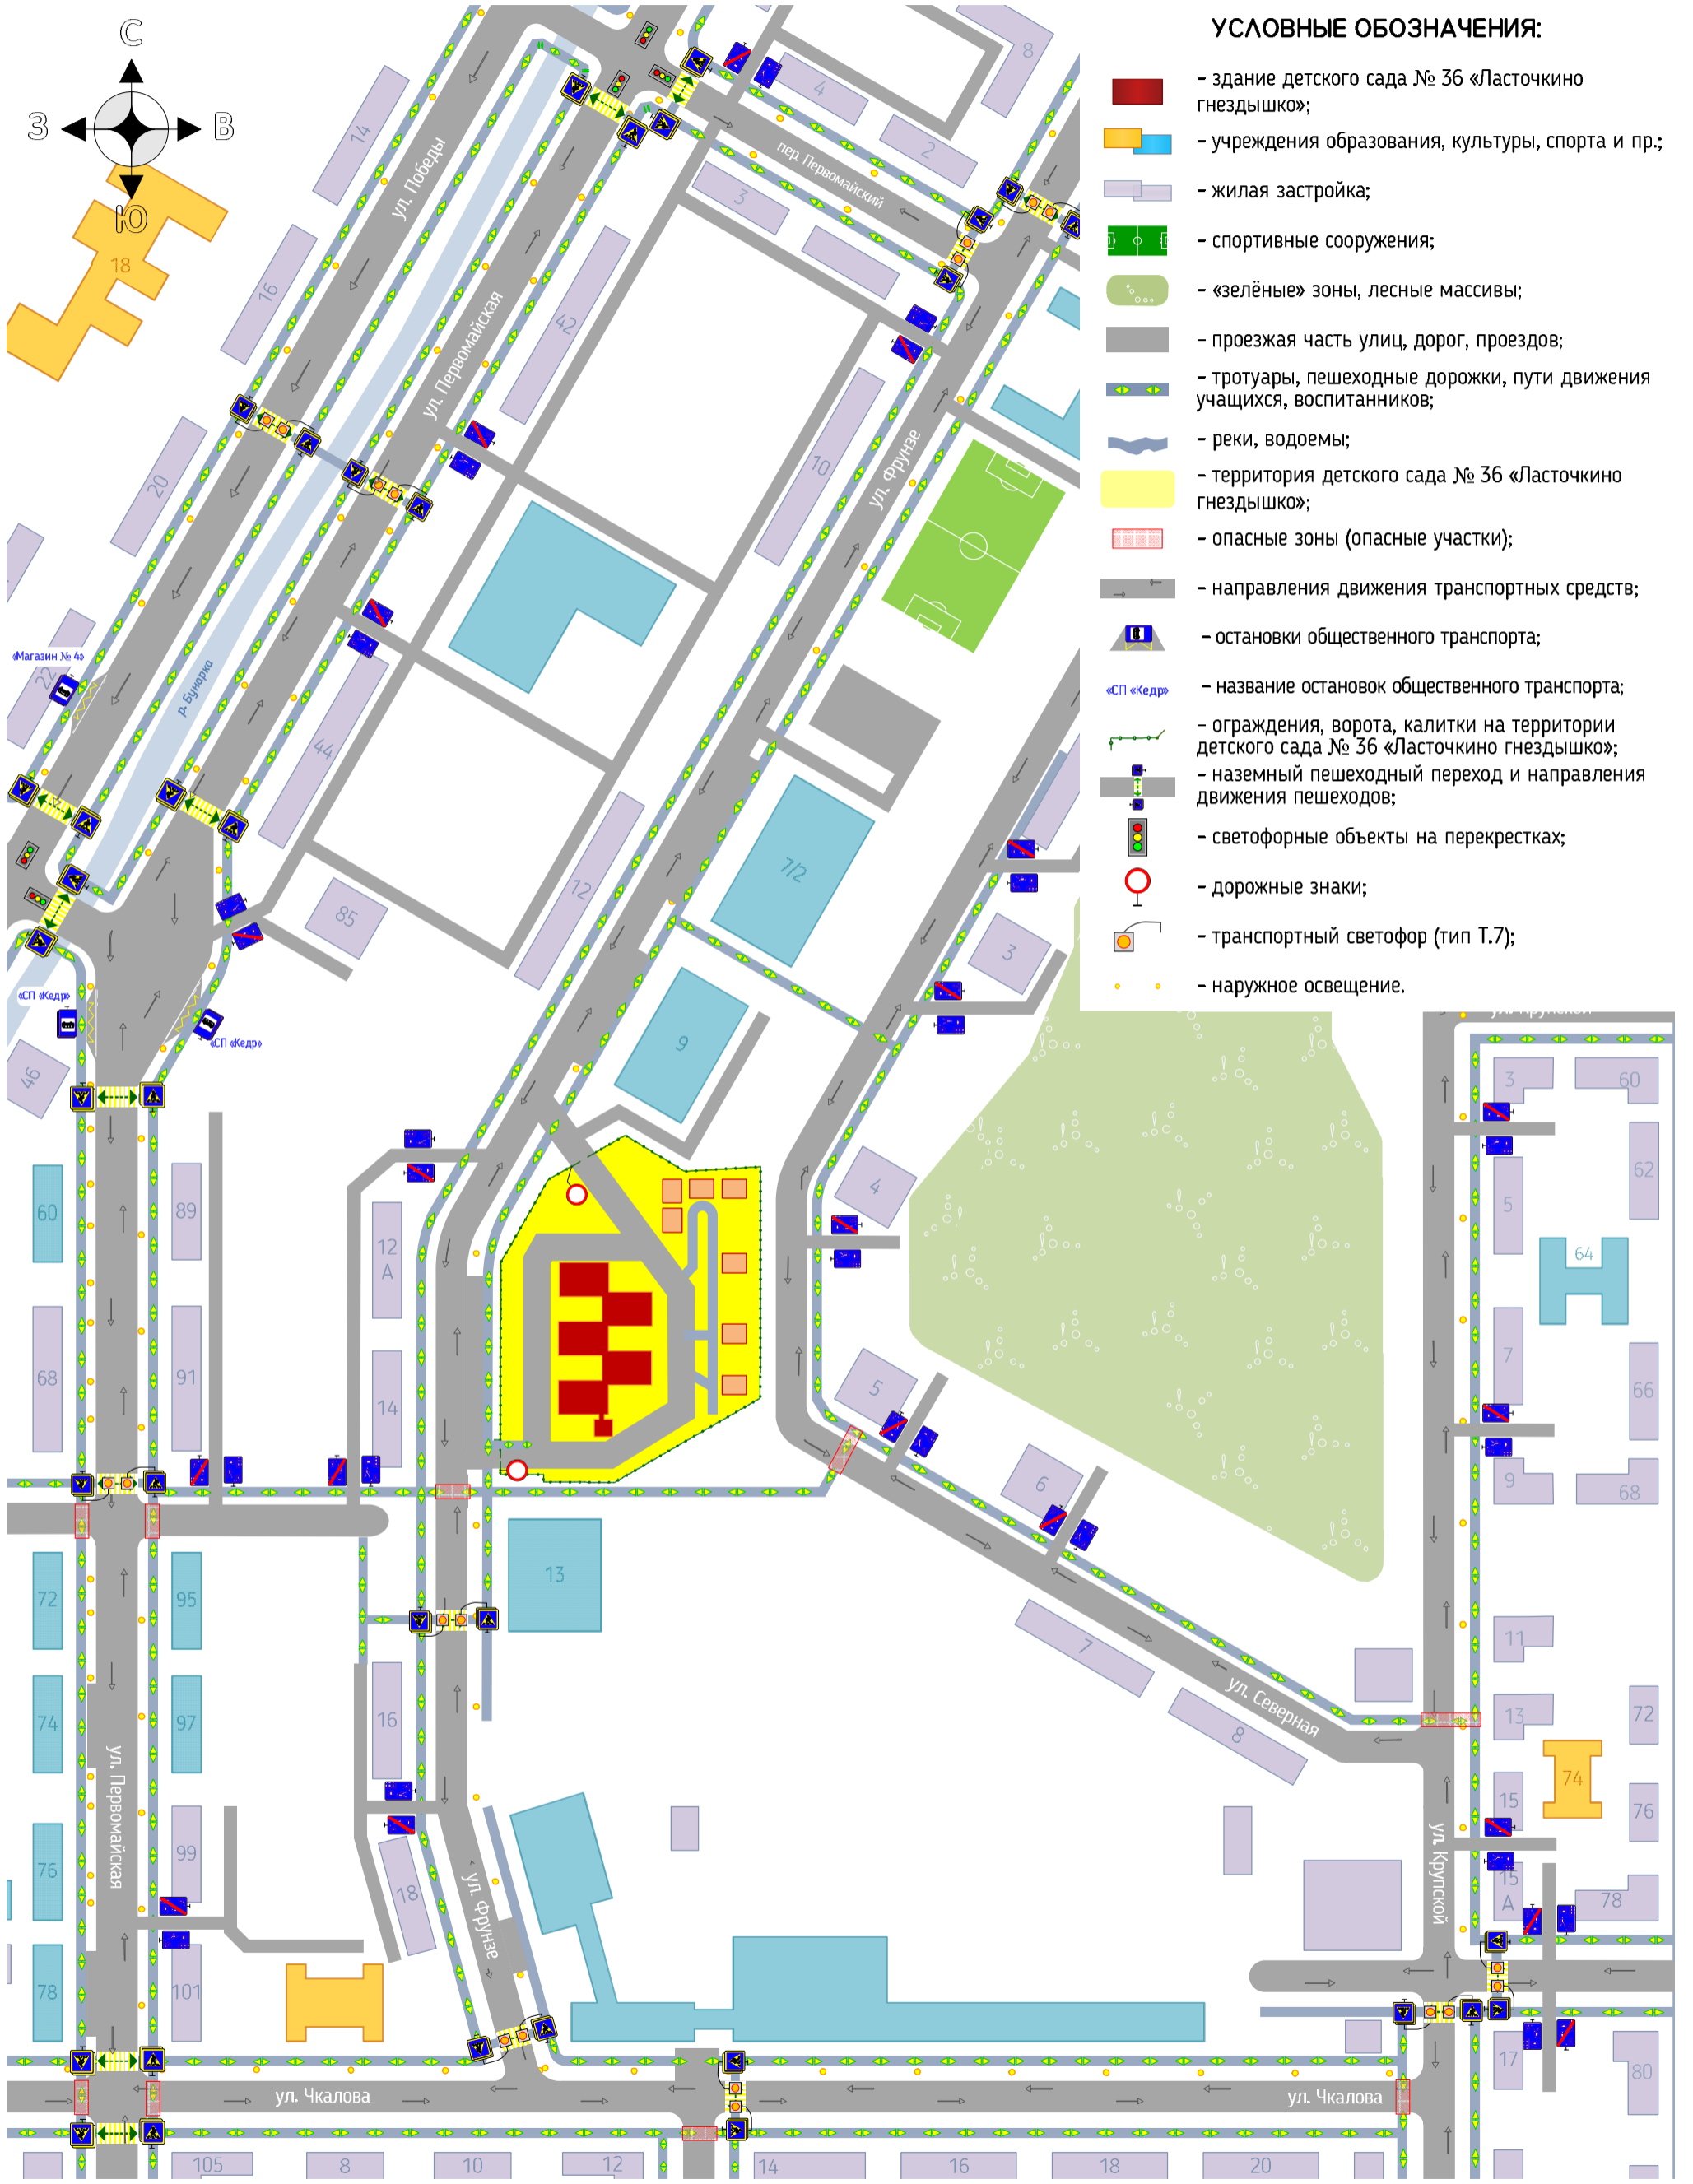 С
З
В
Ю
УСЛОВНЫЕ ОБОЗНАЧЕНИЯ:
– здание детского сада № 36 «Ласточкино
гнездышко»;
– учреждения образования, культуры, спорта и пр.;
– жилая застройка;
– спортивные сооружения;
– «зелёные» зоны, лесные массивы;
– проезжая часть улиц, дорог, проездов;
– тротуары, пешеходные дорожки, пути движения
учащихся, воспитанников;
– реки, водоемы;
– территория детского сада № 36 «Ласточкино
гнездышко»;
– опасные зоны (опасные участки);
– направления движения транспортных средств;
– остановки общественного транспорта;
«СП «Кедр»
– название остановок общественного транспорта;
– ограждения, ворота, калитки на территории
детского сада № 36 «Ласточкино гнездышко»;
– наземный пешеходный переход и направления
движения пешеходов;
– светофорные объекты на перекрестках;
– дорожные знаки;
– транспортный светофор (тип Т.7);
– наружное освещение.
ул. Победы
ул. Первомайская
пер. Первомайский
ул. Фрунзе
р. Бунарка
«Магазин № 4»
«СП «Кедр»
«СП «Кедр»
14
16
18
20
22
42
44
4
2
8
3
10
12
85
7/2
9
3
46
60
68
89
91
12
А
14
4
5
6
7
8
ул. Северная
13
16
18
72
74
76
78
95
97
99
101
ул. Первомайская
ул. Фрунзе
ул. Крупской
3
60
62
5
64
7
66
9
68
11
13
72
74
15
76
15
А
78
17
80
ул. Крупской
ул. Чкалова
ул. Чкалова
105
8
10
12
14
16
18
20